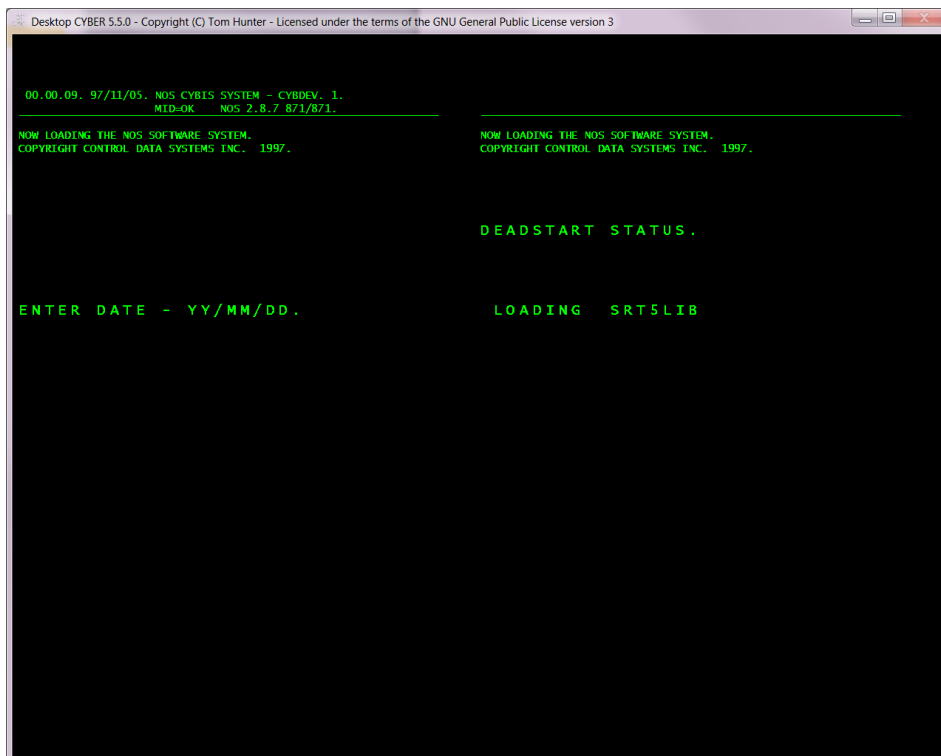 Desktop CYBER 5.5.0 - Copyright (C) Tom Hunter - Licensed under the terms of the GNU General Public License version 3
00.00.09. 97/11/05. NOS CYBIS SYSTEM - CYBDEV. 1.
MID=OK NOS 2.8.7 871/871.
NOW LOADING THE NOS SOFTWARE SYSTEM.
COPYRIGHT CONTROL DATA SYSTEMS INC. 1997.
ENTER DATE - YY/MM/DD.
NOW LOADING THE NOS SOFTWARE SYSTEM.
COPYRIGHT CONTROL DATA SYSTEMS INC. 1997.
DEADSTART STATUS.
LOADING SRT5LIB